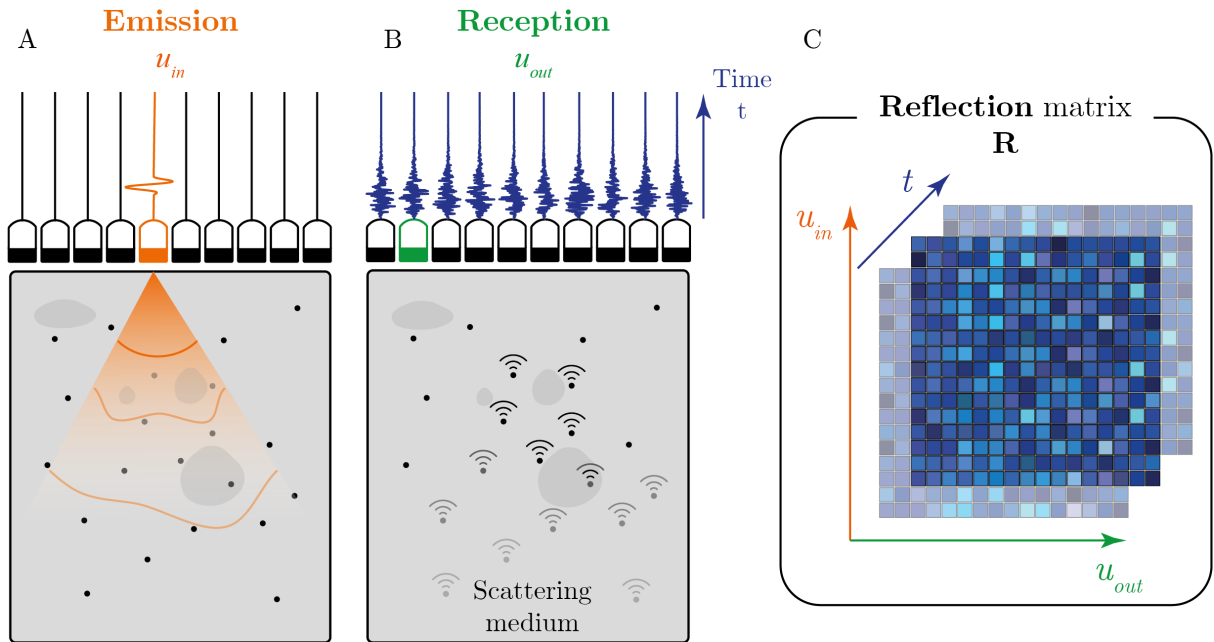 A
Emission
u_in
B
Reception
u_out
Time
t
Scattering
medium
C
Reflection matrix
R
t
u_in
u_out